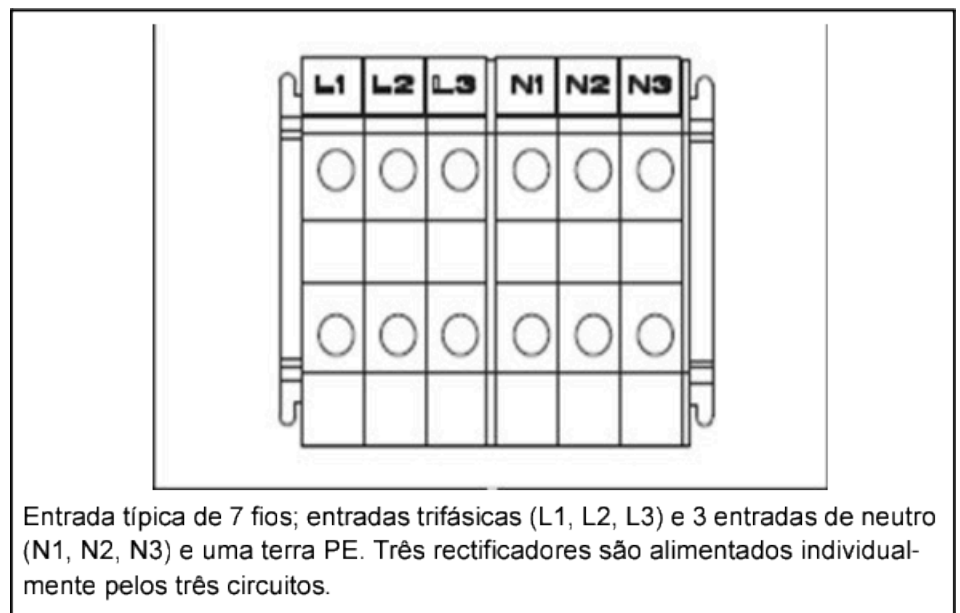 L1 L2 L3 N1 N2 N3
Entrada típica de 7 fios; entradas trifásicas (L1, L2, L3) e 3 entradas de neutro
(N1, N2, N3) e uma terra PE. Três rectificadores são alimentados individual-
mente pelos três circuitos.